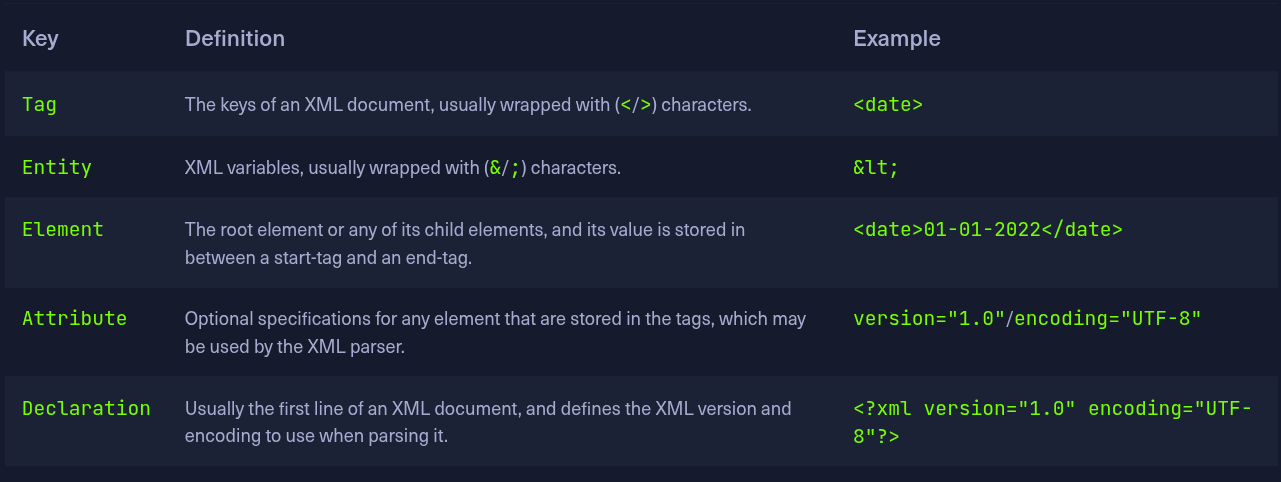 Key Definition Example
Tag The keys of an XML document, usually wrapped with (</>) characters. <date>
Entity XML variables, usually wrapped with (&/;) characters. &lt;
Element The root element or any of its child elements, and its value is stored in <date>01-01-2022</date>
between a start-tag and an end-tag.
Attribute Optional specifications for any element that are stored in the tags, which may version="1.0"/encoding="UTF-8"
be used by the XML parser.
Declaration Usually the first line of an XML document, and defines the XML version and <?xml version="1.0" encoding="UTF-
encoding to use when parsing it. 8"?>